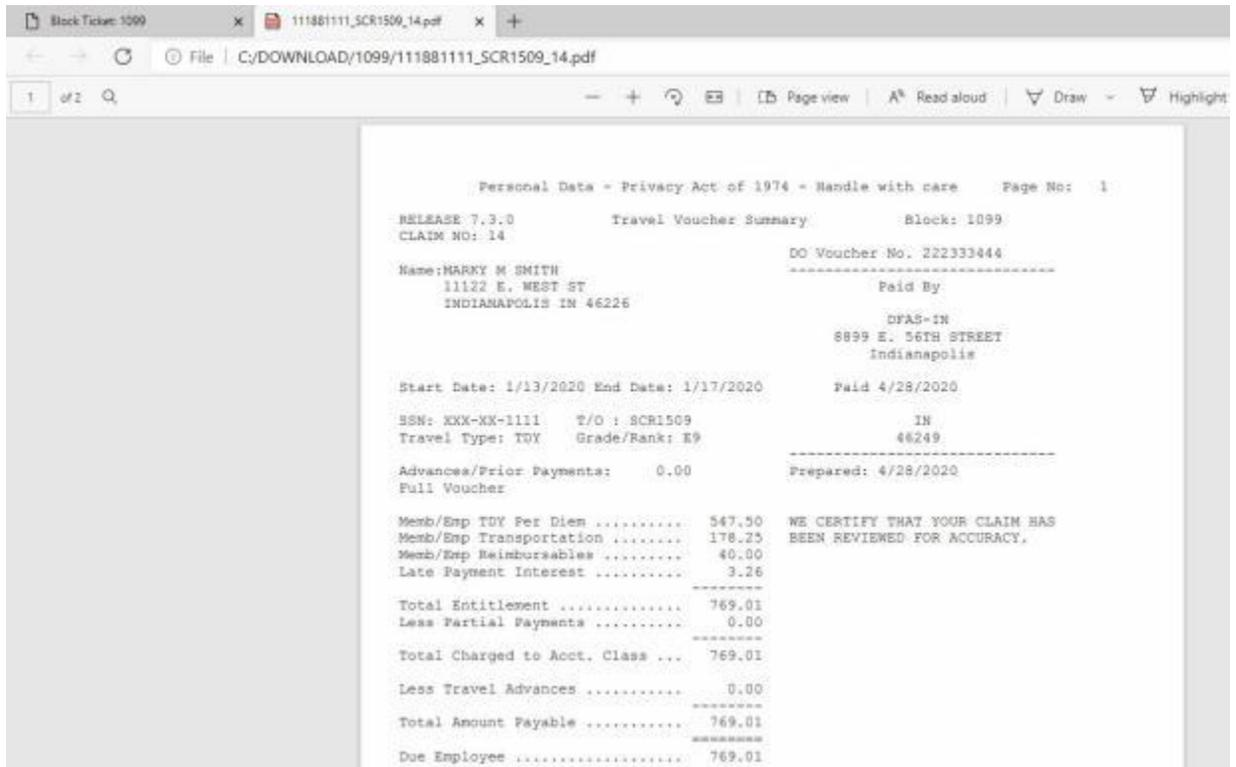 Block Ticket: 1099
111881111_SCR1509_14.pdf
File
C:/DOWNLOAD/1099/111881111_SCR1509_14.pdf
1 of 2
Page view
Read aloud
Draw
Highlight
Personal Data - Privacy Act of 1974 - Handle with care Page No: 1
RELEASE 7.3.0 Travel Voucher Summary Block: 1099
CLAIM NO: 14
DO Voucher No. 222333444
------------------------------
Name:MARKY M SMITH
11122 E. WEST ST Paid By
INDIANAPOLIS IN 46226
DFAS-IN
8899 E. 56TH STREET
Indianapolis
Start Date: 1/13/2020 End Date: 1/17/2020 Paid 4/28/2020
SSN: XXX-XX-1111 T/O : SCR1509 IN
Travel Type: TDY Grade/Rank: E9 46249
------------------------------
Advances/Prior Payments: 0.00 Prepared: 4/28/2020
Full Voucher
Memb/Emp TDY Per Diem .......... 547.50 WE CERTIFY THAT YOUR CLAIM HAS
Memb/Emp Transportation ........ 178.25 BEEN REVIEWED FOR ACCURACY.
Memb/Emp Reimbursables ......... 40.00
Late Payment Interest .......... 3.26
--------
Total Entitlement .............. 769.01
Less Partial Payments .......... 0.00
--------
Total Charged to Acct. Class ... 769.01
Less Travel Advances ........... 0.00
--------
Total Amount Payable ........... 769.01
========
Due Employee ................... 769.01